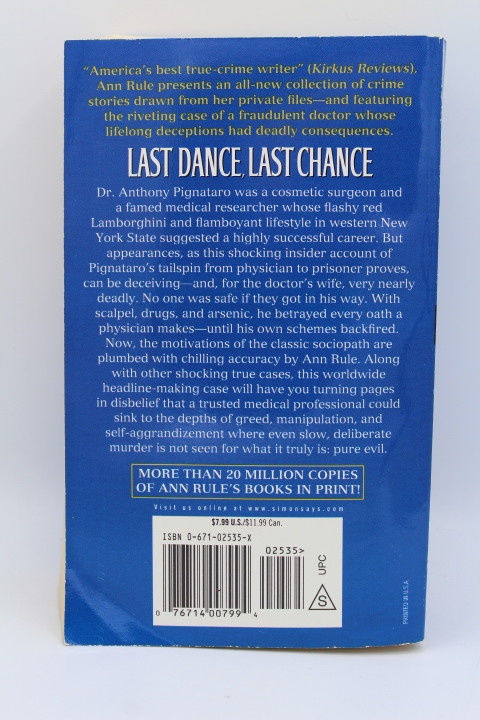 "America's best true-crime writer" (Kirkus Reviews),
Ann Rule presents an all-new collection of crime
stories drawn from her private files—and featuring
the riveting case of a fraudulent doctor whose
lifelong deceptions had deadly consequences.
LAST DANCE, LAST CHANCE
Dr. Anthony Pignataro was a cosmetic surgeon and
a famed medical researcher whose flashy red
Lamborghini and flamboyant lifestyle in western New
York State suggested a highly successful career. But
appearances, as this shocking insider account of
Pignataro's tailspin from physician to prisoner proves,
can be deceiving—and, for the doctor's wife, very nearly
deadly. No one was safe if they got in his way. With
scalpel, drugs, and arsenic, he betrayed every oath a
physician makes—until his own schemes backfired.
Now, the motivations of the classic sociopath are
plumbed with chilling accuracy by Ann Rule. Along
with other shocking true cases, this worldwide
headline-making case will have you turning pages
in disbelief that a trusted medical professional could
sink to the depths of greed, manipulation, and
self-aggrandizement where even slow, deliberate
murder is not seen for what it truly is: pure evil.
MORE THAN 20 MILLION COPIES
OF ANN RULE'S BOOKS IN PRINT!
Visit us online at www.simonsays.com
$7.99 U.S./$11.99 Can.
ISBN 0-671-02535-X
02535>
0 76714 00799 4
S
UPC
PRINTED IN U.S.A.